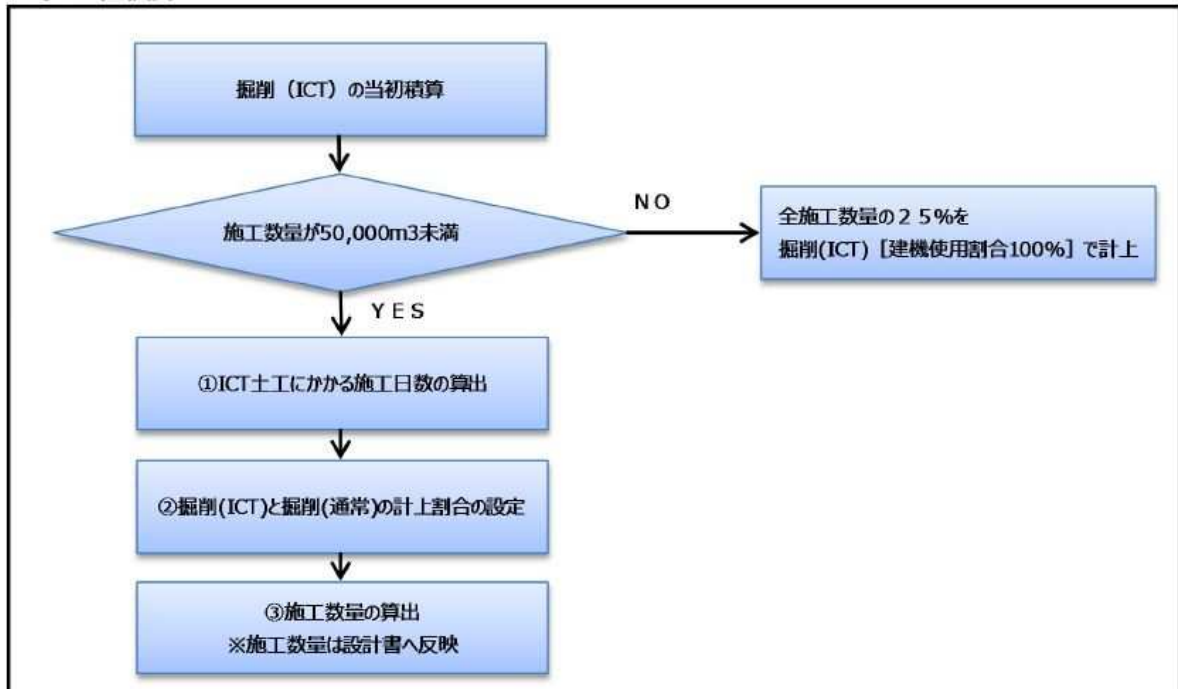 掘削（ICT）の当初積算
施工数量が50,000m3未満
ＮＯ
全施工数量の２５％を
掘削(ICT)［建機使用割合100％］で計上
ＹＥＳ
①ICT土工にかかる施工日数の算出
②掘削(ICT)と掘削(通常)の計上割合の設定
③施工数量の算出
※施工数量は設計書へ反映